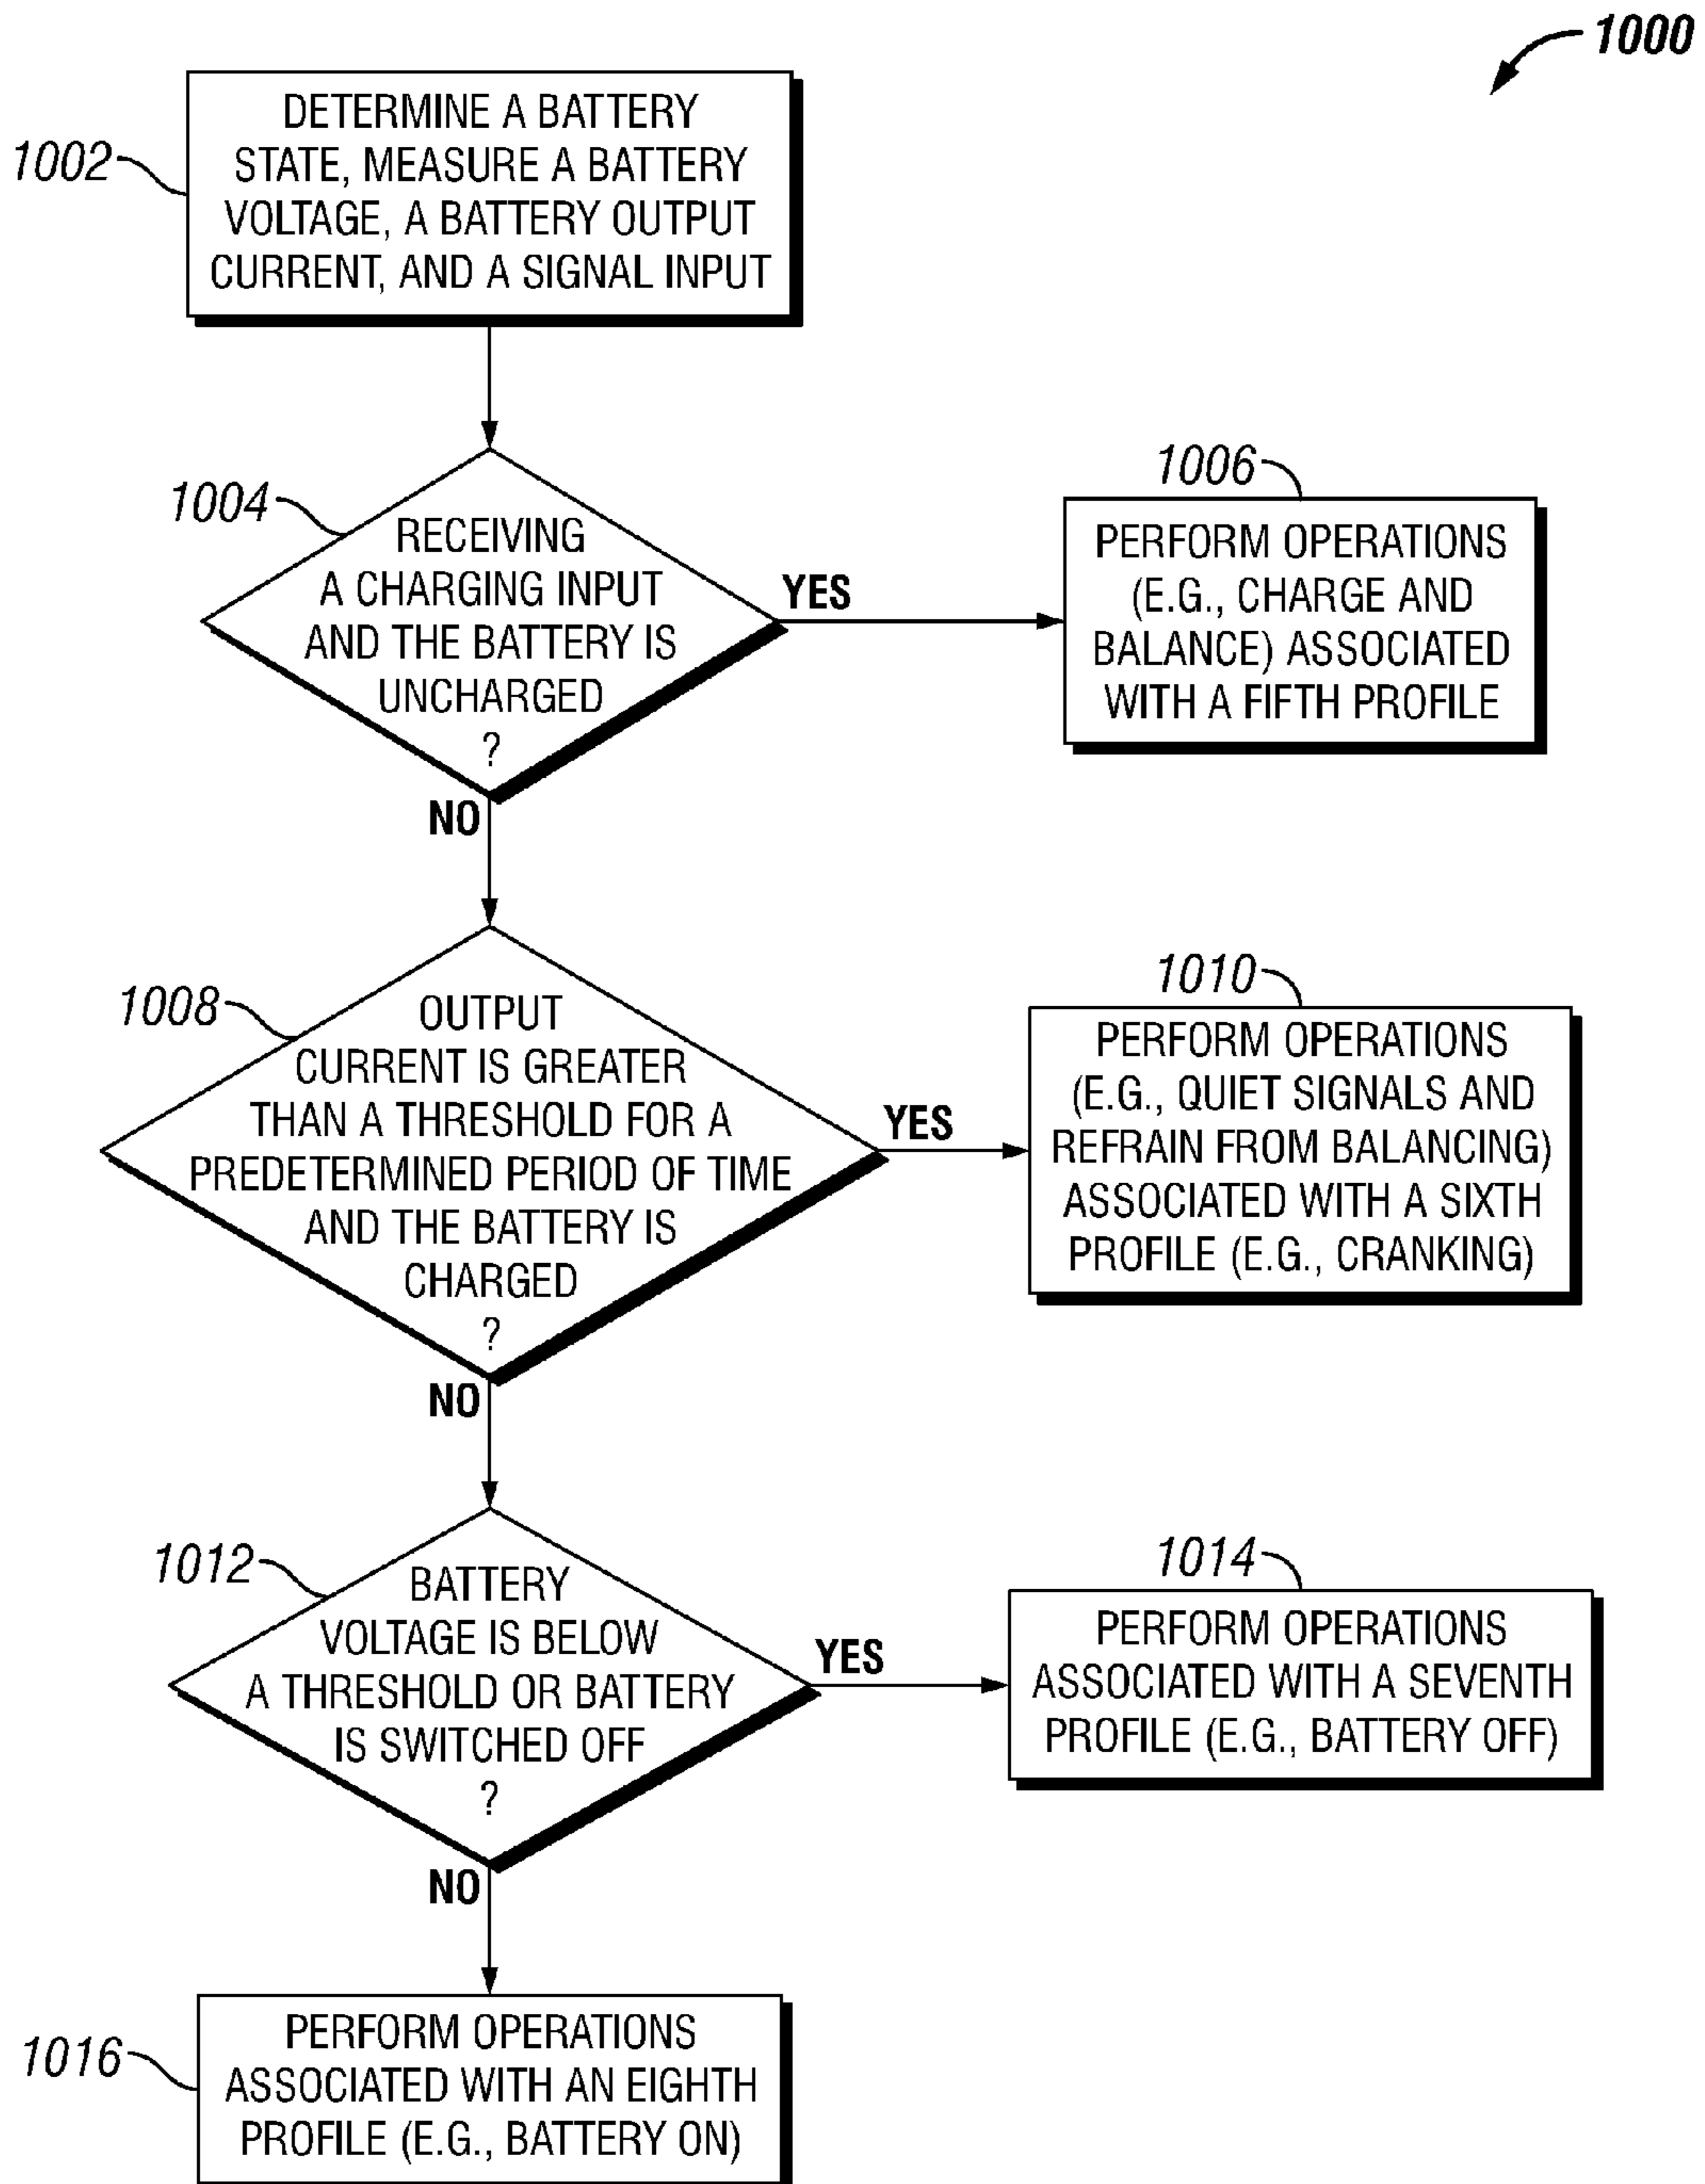 1000
1002
DETERMINE A BATTERY
STATE, MEASURE A BATTERY
VOLTAGE, A BATTERY OUTPUT
CURRENT, AND A SIGNAL INPUT
1004
RECEIVING
A CHARGING INPUT
AND THE BATTERY IS
UNCHARGED
?
YES
NO
1006
PERFORM OPERATIONS
(E.G., CHARGE AND
BALANCE) ASSOCIATED
WITH A FIFTH PROFILE
1008
OUTPUT
CURRENT IS GREATER
THAN A THRESHOLD FOR A
PREDETERMINED PERIOD OF TIME
AND THE BATTERY IS
CHARGED
?
YES
NO
1010
PERFORM OPERATIONS
(E.G., QUIET SIGNALS AND
REFRAIN FROM BALANCING)
ASSOCIATED WITH A SIXTH
PROFILE (E.G., CRANKING)
1012
BATTERY
VOLTAGE IS BELOW
A THRESHOLD OR BATTERY
IS SWITCHED OFF
?
YES
NO
1014
PERFORM OPERATIONS
ASSOCIATED WITH A SEVENTH
PROFILE (E.G., BATTERY OFF)
1016
PERFORM OPERATIONS
ASSOCIATED WITH AN EIGHTH
PROFILE (E.G., BATTERY ON)